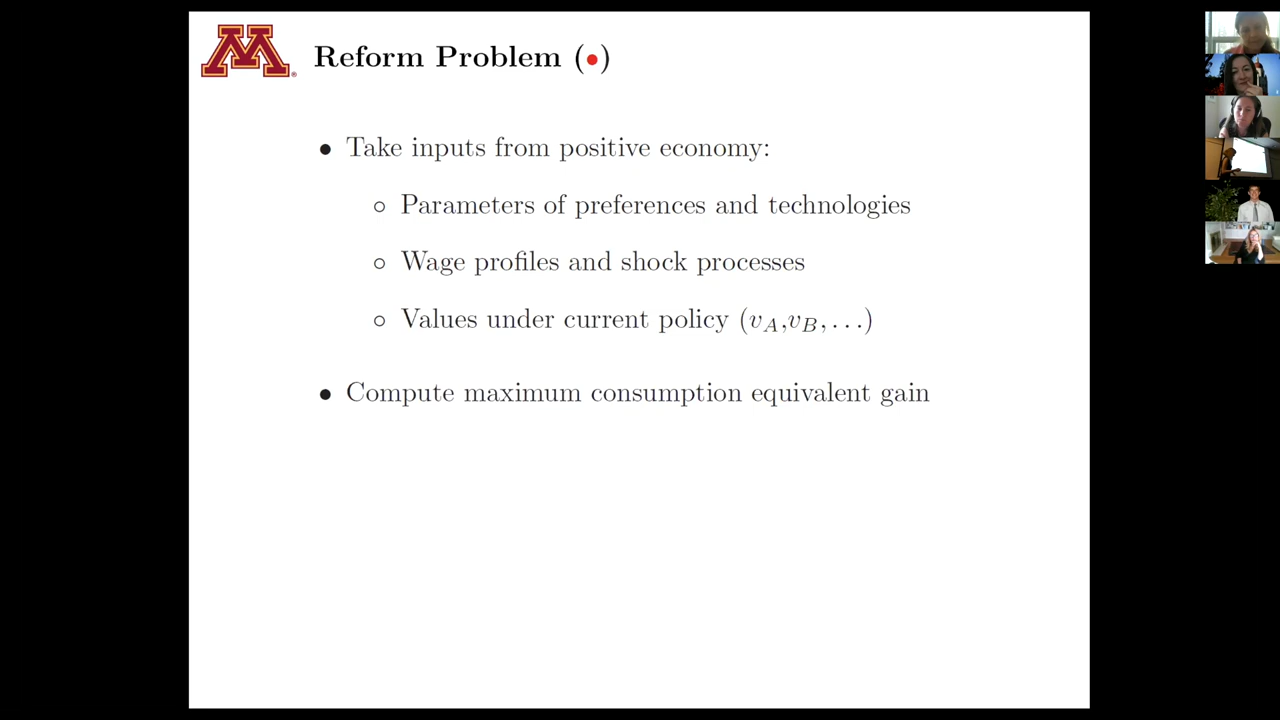 M
Reform Problem (•)
• Take inputs from positive economy:
◦ Parameters of preferences and technologies
◦ Wage profiles and shock processes
◦ Values under current policy (v_A,v_B,...)
• Compute maximum consumption equivalent gain